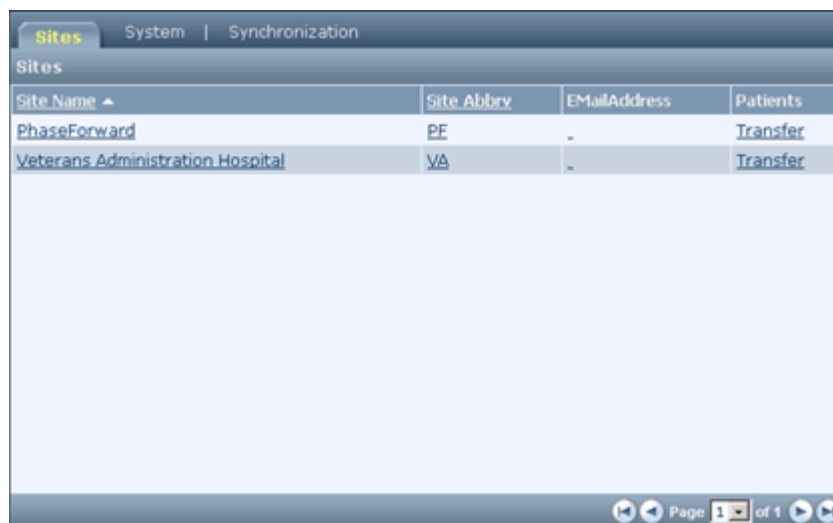 Sites System | Synchronization
Sites
Site Name Site Abbrv EMailAddress Patients
PhaseForward PF - Transfer
Veterans Administration Hospital VA - Transfer
Page 1 of 1